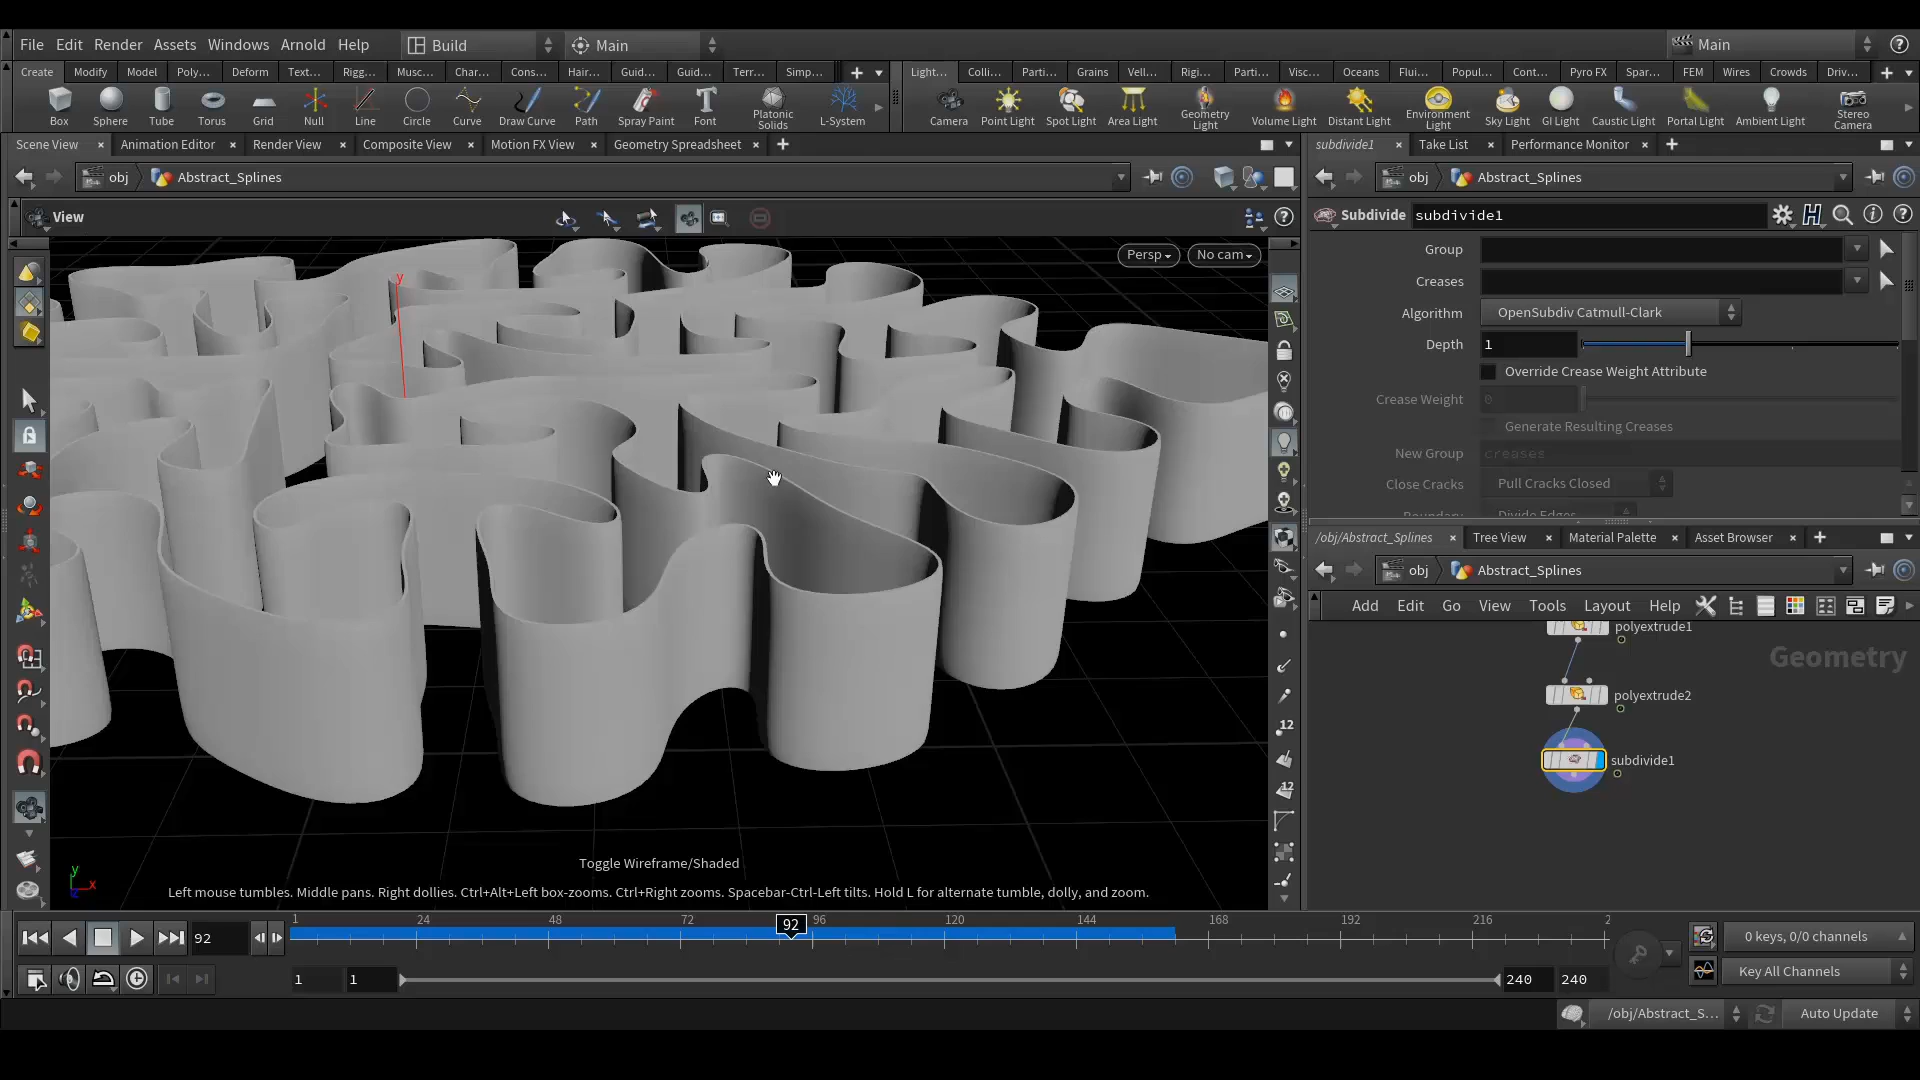 File Edit Render Assets Windows Arnold Help Build Main Main
Create Modify Model Poly... Deform Text... Rigg... Musc... Char... Cons... Hair... Guid... Guid... Terr... Simp... Light... Colli... Parti... Grains Vell... Rigi... Parti... Visc... Oceans Flui... Popul... Cont... Pyro FX Spar... FEM Wires Crowds Driv...
Box Sphere Tube Torus Grid Null Line Circle Curve Draw Curve Path Spray Paint Font Platonic Solids L-System Camera Point Light Spot Light Area Light Geometry Light Volume Light Distant Light Environment Light Sky Light GI Light Caustic Light Portal Light Ambient Light Stereo Camera
Scene View Animation Editor Render View Composite View Motion FX View Geometry Spreadsheet
obj Abstract_Splines
View
Persp No cam
y
y
x
12
12
Toggle Wireframe/Shaded
Left mouse tumbles. Middle pans. Right dollies. Ctrl+Alt+Left box-zooms. Ctrl+Right zooms. Spacebar-Ctrl-Left tilts. Hold L for alternate tumble, dolly, and zoom.
subdivide1 Take List Performance Monitor
obj Abstract_Splines
Subdivide subdivide1
Group
Creases
Algorithm OpenSubdiv Catmull-Clark
Depth 1
Override Crease Weight Attribute
Crease Weight 0
Generate Resulting Creases
New Group creases
Close Cracks Pull Cracks Closed
Boundary Divide Edges
/obj/Abstract_Splines Tree View Material Palette Asset Browser
obj Abstract_Splines
Add Edit Go View Tools Layout Help
polyextrude1
Geometry
polyextrude2
subdivide1
1 24 48 72 92 96 120 144 168 192 216 2
92
0 keys, 0/0 channels
1 1 240 240
Key All Channels
/obj/Abstract_S... Auto Update